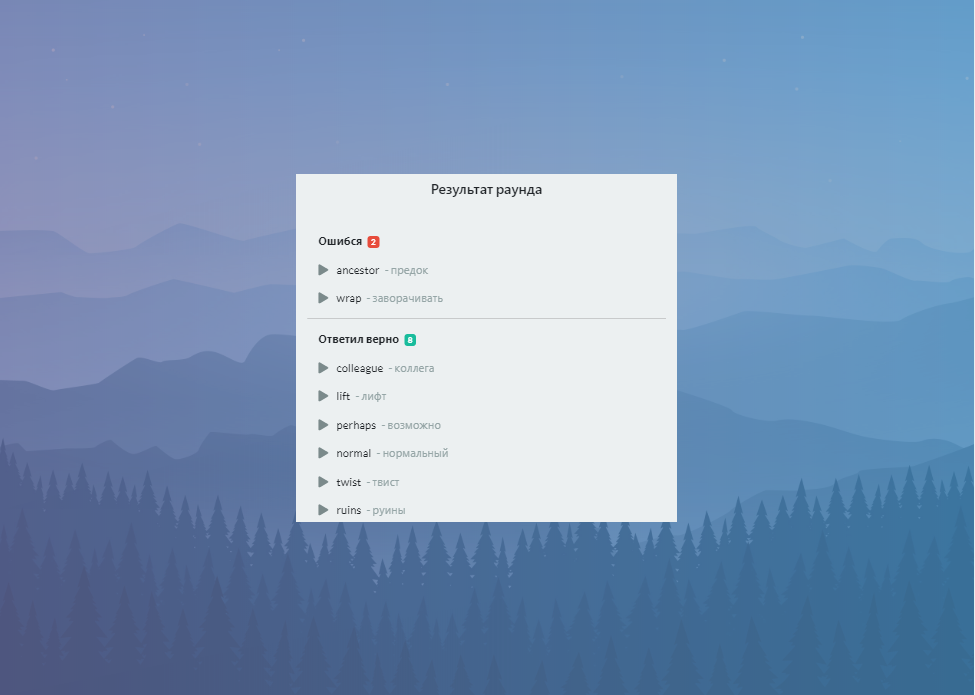 Результат раунда
Ошибся 2
ancestor - предок
wrap - заворачивать
Ответил верно 8
colleague - коллега
lift - лифт
perhaps - возможно
normal - нормальный
twist - твист
ruins - руины